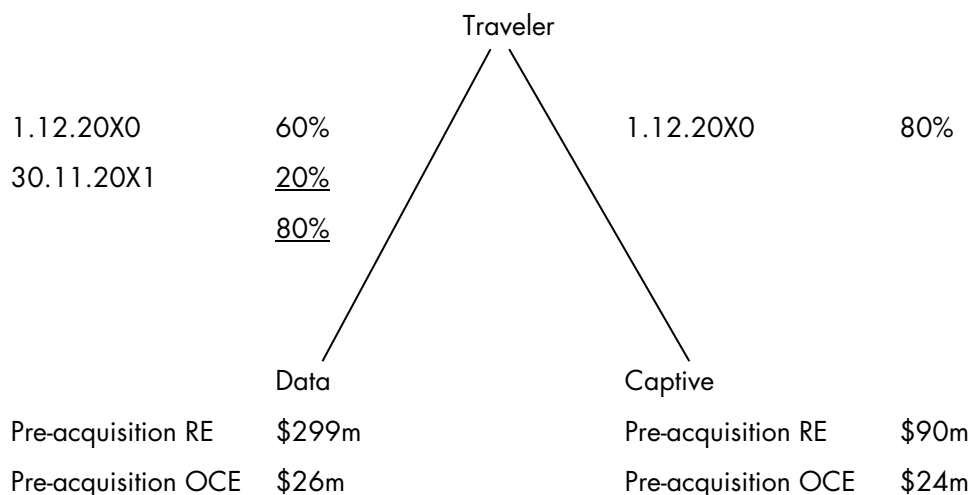 Traveler
1.12.20X0 60% 1.12.20X0 80%
30.11.20X1 20%
80%
Data Captive
Pre-acquisition RE $299m Pre-acquisition RE $90m
Pre-acquisition OCE $26m Pre-acquisition OCE $24m